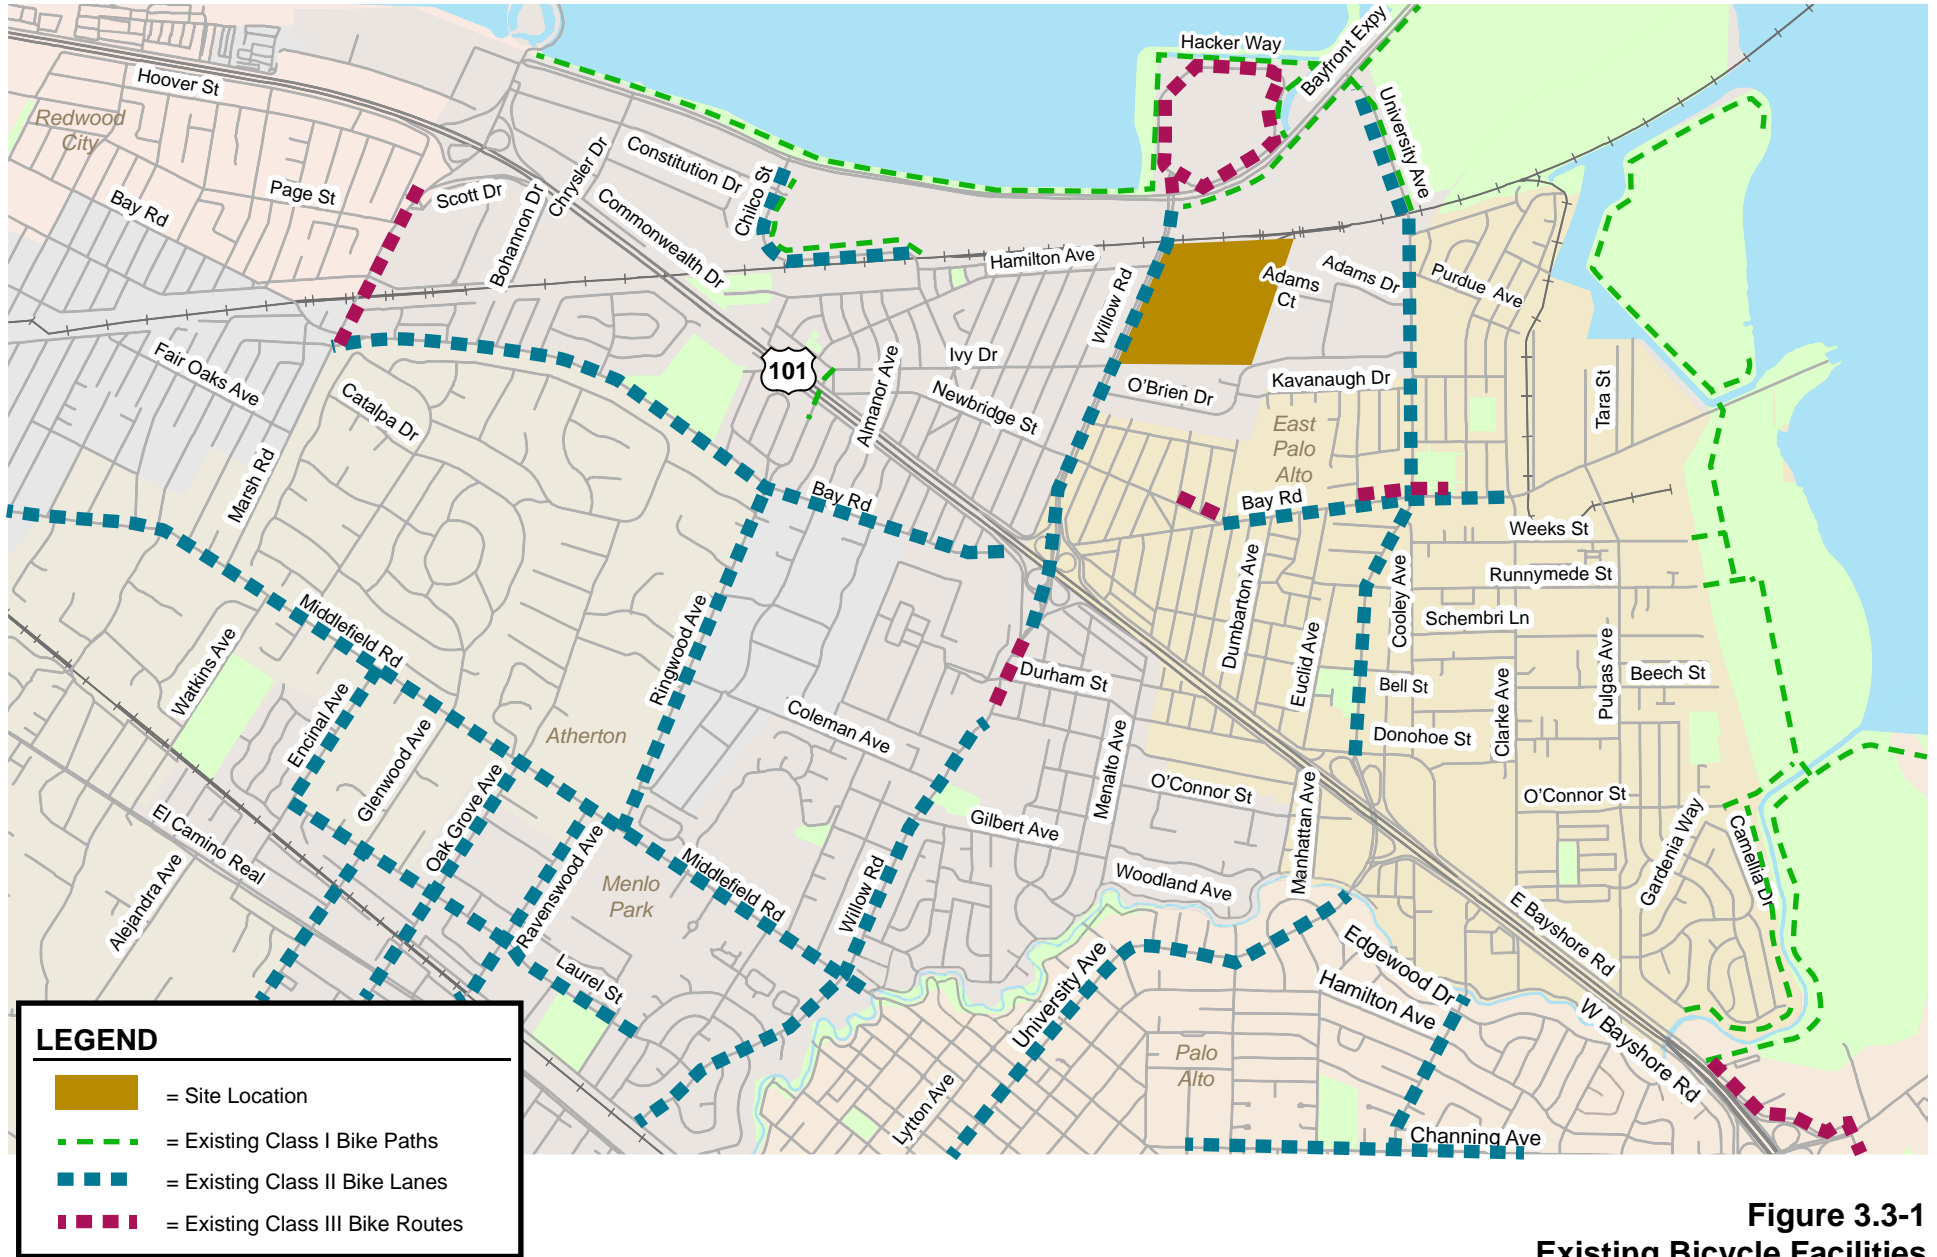 Hacker Way
Bayfront Expy
Hoover St
Redwood
City
University Ave
Constitution Dr
Chrysler Dr
Chilco St
Page St
Scott Dr
Bay Rd
Bohannon Dr
Commonwealth Dr
Hamilton Ave
Willow Rd
Adams
Ct
Adams Dr
Purdue Ave
Fair Oaks Ave
101
Ivy Dr
Almanor Ave
Newbridge St
O'Brien Dr
Kavanaugh Dr
Tara St
Catalpa Dr
East
Palo
Alto
Marsh Rd
Bay Rd
Bay Rd
Weeks St
Runnymede St
Dumbarton Ave
Cooley Ave
Schembri Ln
Middlefield Rd
Watkins Ave
Ringwood Ave
Durham St
Euclid Ave
Bell St
Clarke Ave
Pulgas Ave
Beech St
Encinal Ave
Glenwood Ave
Atherton
Coleman Ave
Menalto Ave
Donohoe St
Oak Grove Ave
O'Connor St
Manhattan Ave
O'Connor St
El Camino Real
Gilbert Ave
Gardenia Way
Camellia Dr
Alejandra Ave
Ravenswood Ave
Menlo
Park
Middlefield Rd
Willow Rd
Woodland Ave
E Bayshore Rd
Laurel St
University Ave
Edgewood Dr
Hamilton Ave
W Bayshore Rd
Palo
Alto
Lytton Ave
Channing Ave
LEGEND
= Site Location
= Existing Class I Bike Paths
= Existing Class II Bike Lanes
= Existing Class III Bike Routes
Figure 3.3-1
Existing Bicycle Facilities